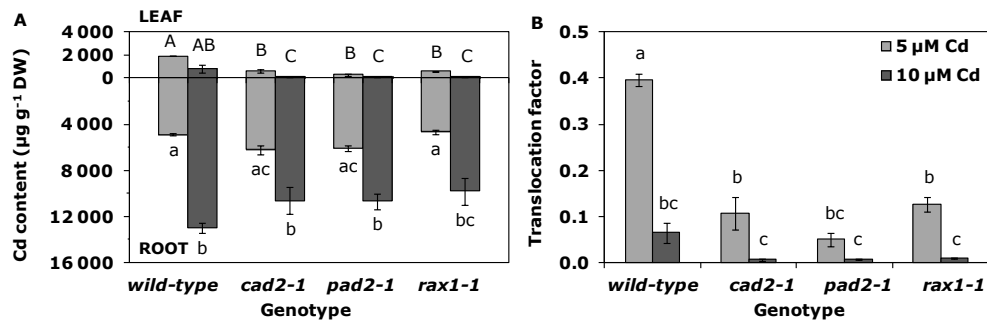 A
LEAF
A AB B C B C B C
4 000
2 000
0
4 000
8 000
12 000
16 000
Cd content (µg g⁻¹ DW)
a b ac b ac b a bc
ROOT
wild-type cad2-1 pad2-1 rax1-1
Genotype
B
5 µM Cd
10 µM Cd
0.5
0.4
0.3
0.2
0.1
0.0
Translocation factor
a bc b c bc c b c
wild-type cad2-1 pad2-1 rax1-1
Genotype